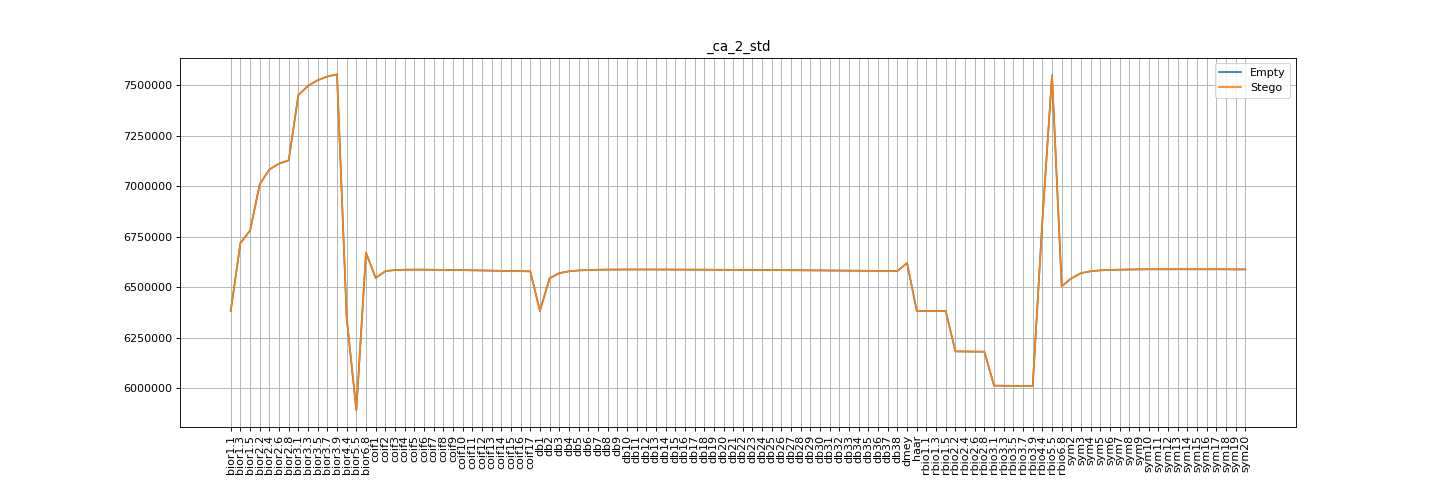 _ca_2_std
Empty
Stego
7500000
7250000
7000000
6750000
6500000
6250000
6000000
bior1.1
bior1.3
bior1.5
bior2.2
bior2.4
bior2.6
bior2.8
bior3.1
bior3.3
bior3.5
bior3.7
bior3.9
bior4.4
bior5.5
bior6.8
coif1
coif2
coif3
coif4
coif5
coif6
coif7
coif8
coif9
coif10
coif11
coif12
coif13
coif14
coif15
coif16
coif17
db1
db2
db3
db4
db5
db6
db7
db8
db9
db10
db11
db12
db13
db14
db15
db16
db17
db18
db19
db20
db21
db22
db23
db24
db25
db26
db27
db28
db29
db30
db31
db32
db33
db34
db35
db36
db37
db38
dmey
haar
rbio1.1
rbio1.3
rbio1.5
rbio2.2
rbio2.4
rbio2.6
rbio2.8
rbio3.1
rbio3.3
rbio3.5
rbio3.7
rbio3.9
rbio4.4
rbio5.5
rbio6.8
sym2
sym3
sym4
sym5
sym6
sym7
sym8
sym9
sym10
sym11
sym12
sym13
sym14
sym15
sym16
sym17
sym18
sym19
sym20